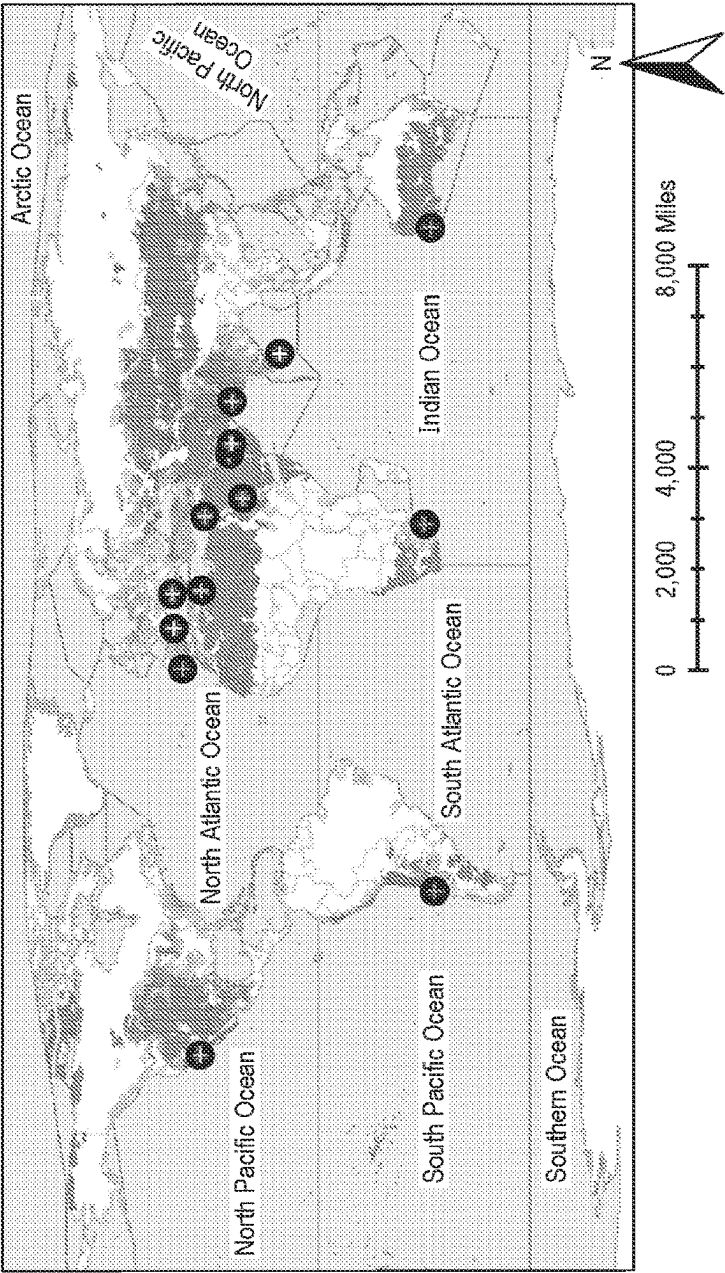 Arctic Ocean
North Pacific
Ocean
North Atlantic Ocean
North Pacific Ocean
Indian Ocean
South Atlantic Ocean
South Pacific Ocean
Southern Ocean
N
0 2,000 4,000 8,000 Miles